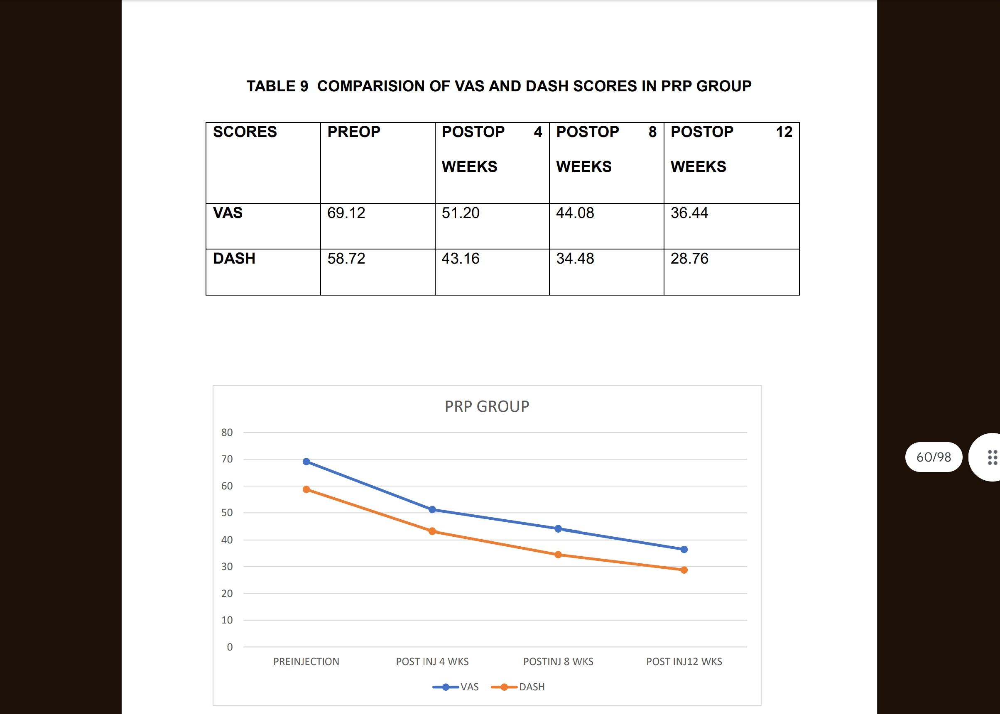 TABLE 9 COMPARISION OF VAS AND DASH SCORES IN PRP GROUP
SCORES PREOP POSTOP 4 WEEKS POSTOP 8 WEEKS POSTOP 12 WEEKS
VAS 69.12 51.20 44.08 36.44
DASH 58.72 43.16 34.48 28.76
PRP GROUP
80
70
60
50
40
30
20
10
0
PREINJECTION POST INJ 4 WKS POSTINJ 8 WKS POST INJ12 WKS
VAS DASH
60/98